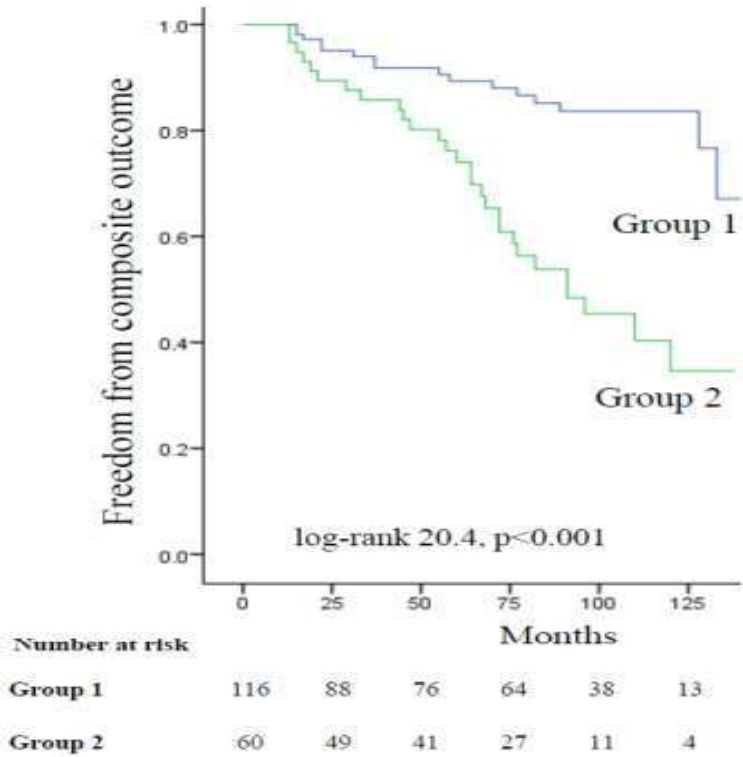 Freedom from composite outcome
1.0
0.8
0.6
0.4
0.2
0.0
Group 1
Group 2
log-rank 20.4, p<0.001
0 25 50 75 100 125
Months
Number at risk
Group 1 116 88 76 64 38 13
Group 2 60 49 41 27 11 4